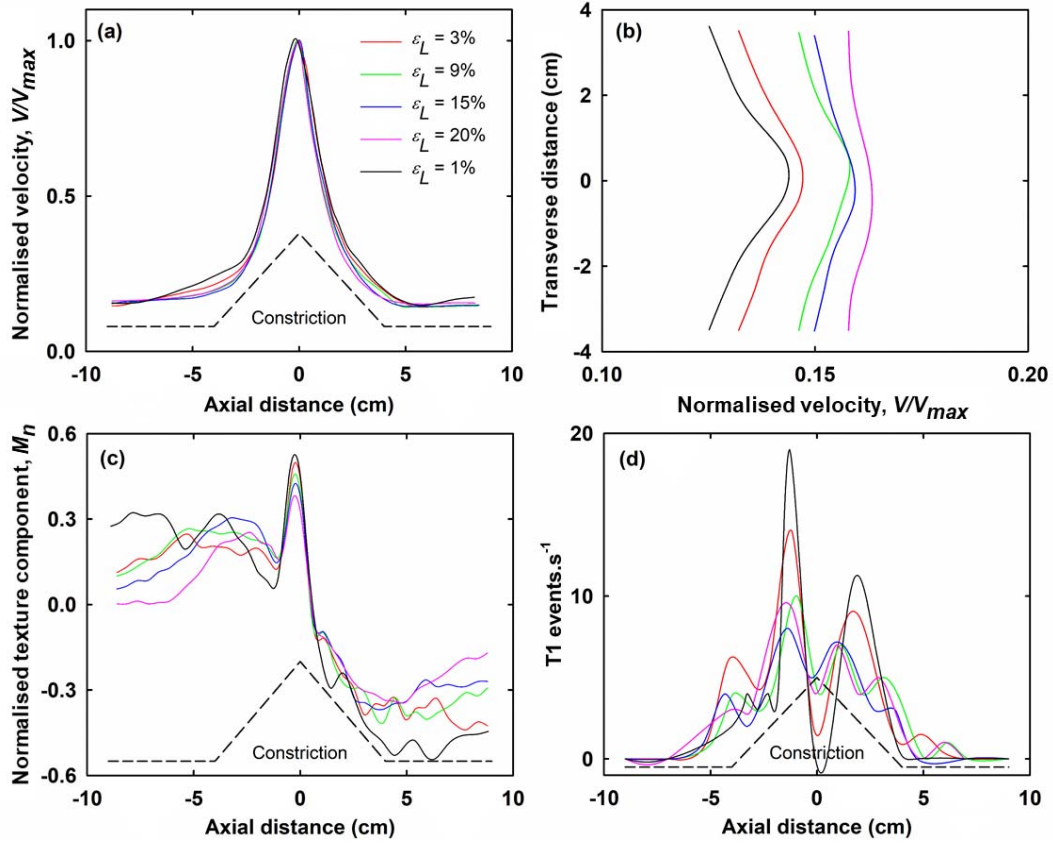 (a)
Normalised velocity, V/Vmax
1.0
0.5
0.0
εL = 3%
εL = 9%
εL = 15%
εL = 20%
εL = 1%
Constriction
-10 -5 0 5 10
Axial distance (cm)
(b)
Transverse distance (cm)
4
2
0
-2
-4
0.10 0.15 0.20
Normalised velocity, V/Vmax
(c)
Normalised texture component, Mn
0.6
0.3
0.0
-0.3
-0.6
Constriction
-10 -5 0 5 10
Axial distance (cm)
(d)
T1 events.s-1
20
10
0
Constriction
-10 -5 0 5 10
Axial distance (cm)